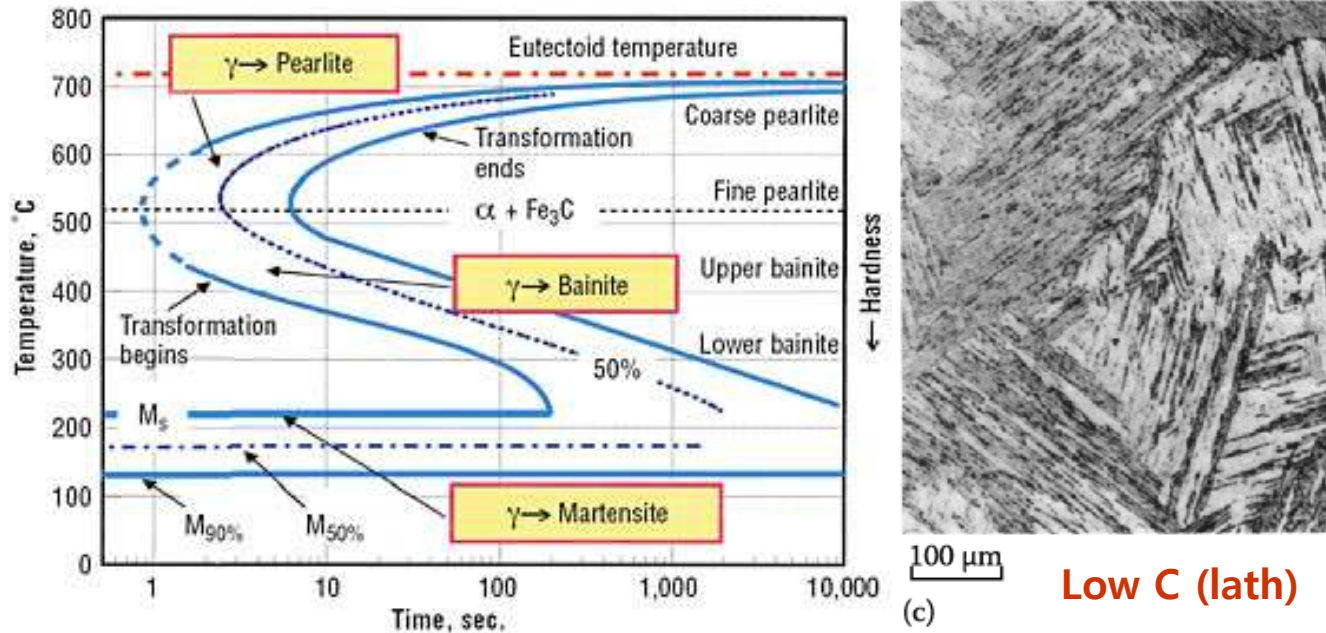 800
700
600
500
400
300
200
100
0
Temperature, °C
γ→ Pearlite
Eutectoid temperature
Coarse pearlite
Transformation
ends
Fine pearlite
α + Fe₃C
Upper bainite
γ→ Bainite
Transformation
begins
Lower bainite
50%
Mₛ
γ→ Martensite
M₉₀%
M₅₀%
1
10
100
1,000
10,000
Time, sec.
← Hardness
100 μm
(c)
Low C (lath)